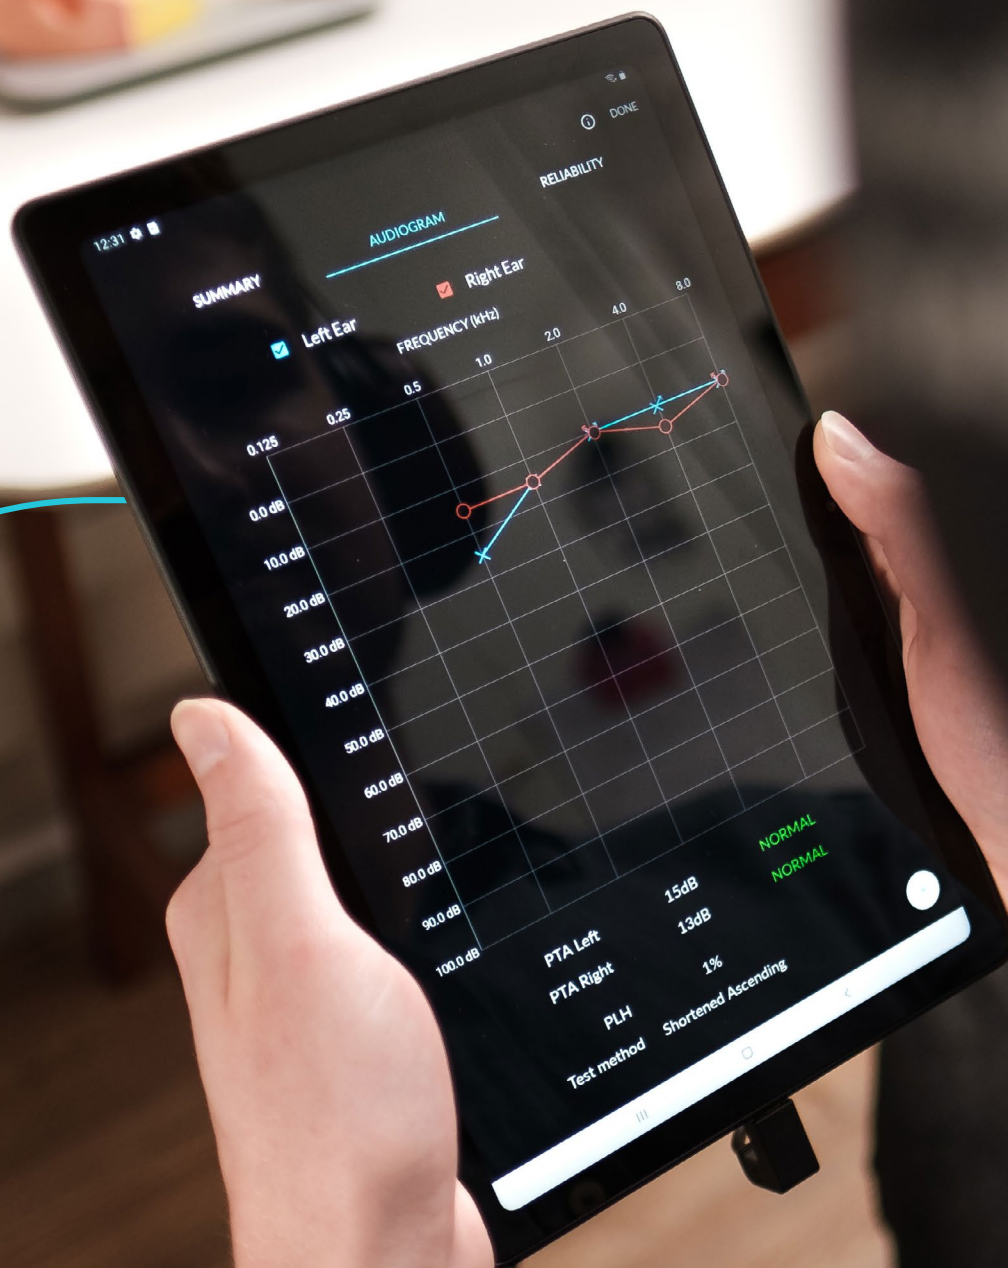 12:31
DONE
SUMMARY
AUDIOGRAM
RELIABILITY
Left Ear
Right Ear
FREQUENCY (kHz)
0.125 0.25 0.5 1.0 2.0 4.0 8.0
0.0 dB
10.0 dB
20.0 dB
30.0 dB
40.0 dB
50.0 dB
60.0 dB
70.0 dB
80.0 dB
90.0 dB
100.0 dB
PTA Left 15dB NORMAL
PTA Right 13dB NORMAL
PLH 1%
Test method Shortened Ascending